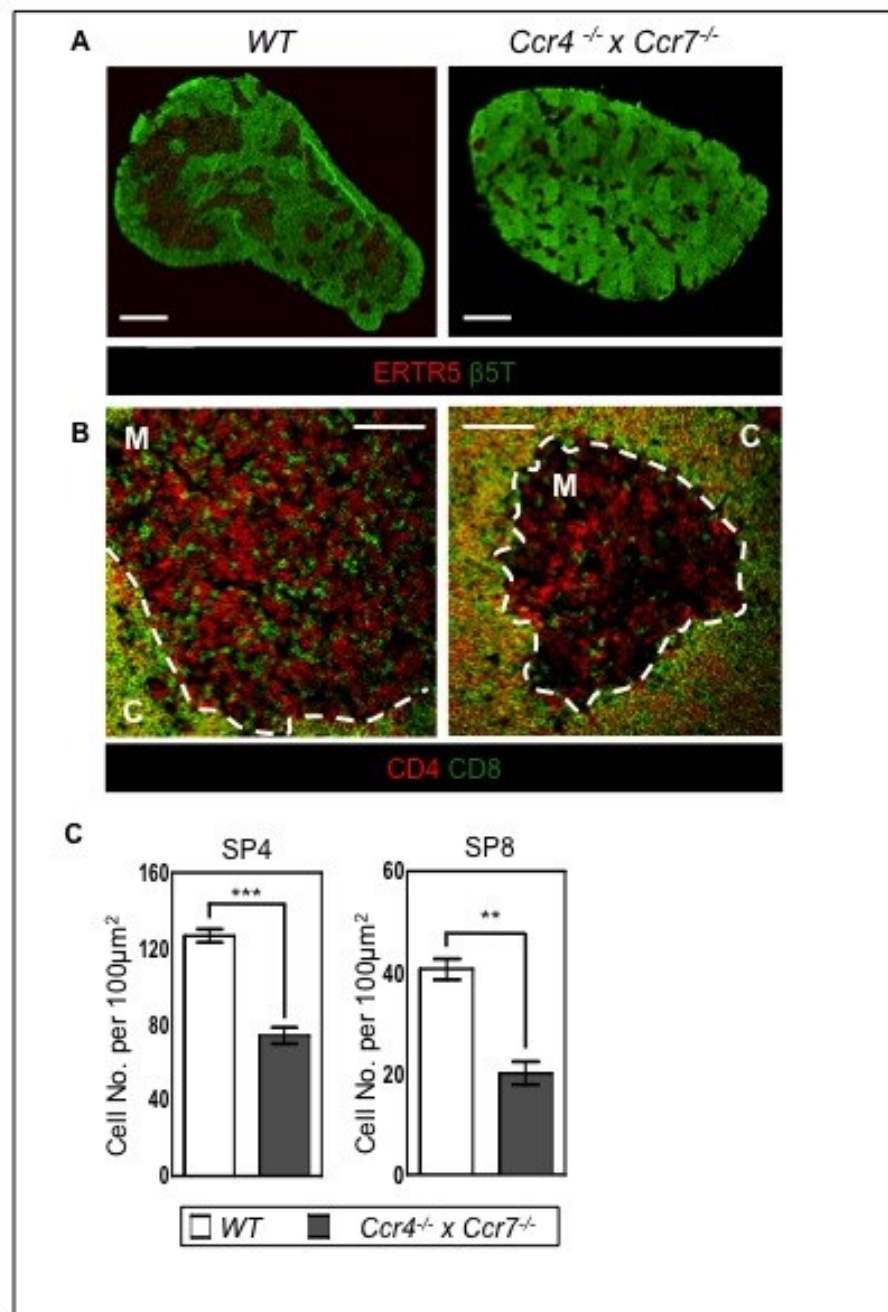 A
WT
Ccr4 -/- x Ccr7-/-
ERTR5 β5T
B
M
C
M
C
CD4 CD8
C
SP4
SP8
Cell No. per 100µm2
160
120
80
40
0
***
Cell No. per 100µm2
60
40
20
0
**
WT
Ccr4-/- x Ccr7-/-